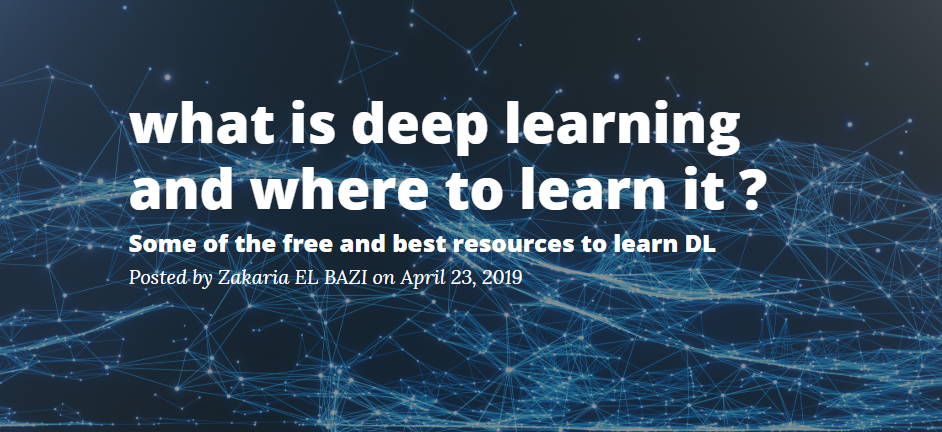 what is deep learning
and where to learn it ?
Some of the free and best resources to learn DL
Posted by Zakaria EL BAZI on April 23, 2019